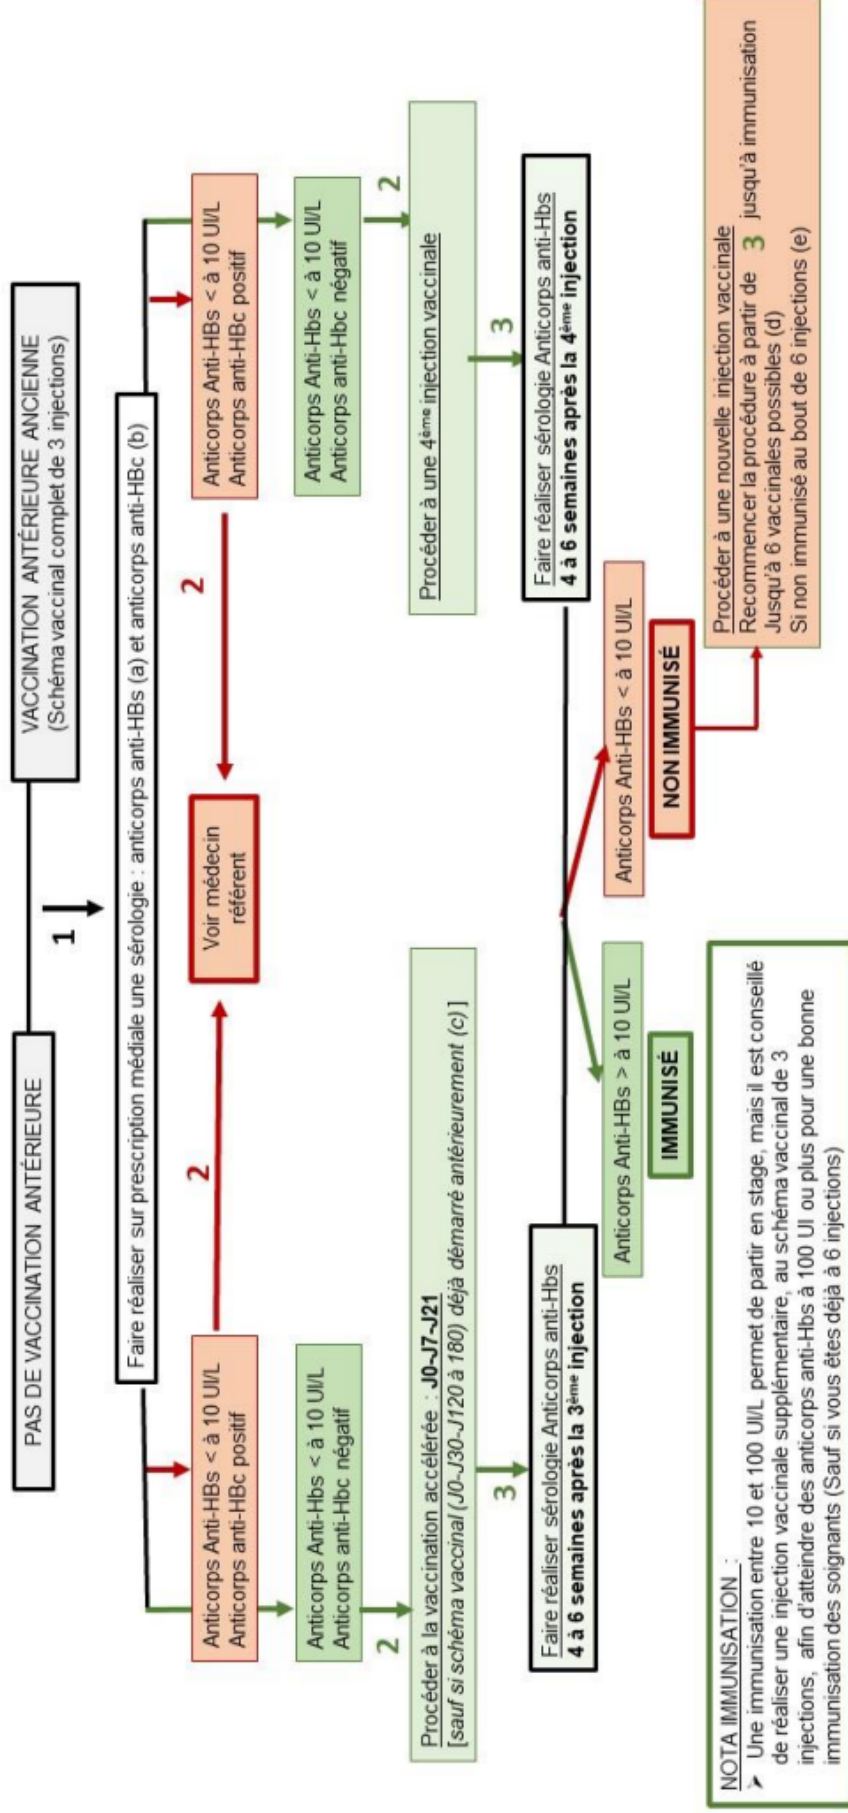 PAS DE VACCINATION ANTÉRIEURE
VACCINATION ANTÉRIEURE ANCIENNE
(Schéma vaccinal complet de 3 injections)
1
Faire réaliser sur prescription médiale une sérologie : anticorps anti-HBs (a) et anticorps anti-HBc (b)
Anticorps Anti-HBs < à 10 UI/L
Anticorps anti-HBc positif
2
Voir médecin
référent
2
Anticorps Anti-HBs < à 10 UI/L
Anticorps anti-HBc positif
Anticorps Anti-Hbs < à 10 UI/L
Anticorps anti-Hbc négatif
Anticorps Anti-Hbs < à 10 UI/L
Anticorps anti-Hbc négatif
2
2
Procéder à la vaccination accélérée : J0-J7-J21
[sauf si schéma vaccinal (J0-J30-J120 à 180) déjà démarré antérieurement (c) ]
Procéder à une 4ème injection vaccinale
3
3
Faire réaliser sérologie Anticorps anti-Hbs
4 à 6 semaines après la 3ème injection
Faire réaliser sérologie Anticorps anti-Hbs
4 à 6 semaines après la 4ème injection
Anticorps Anti-HBs > à 10 UI/L
IMMUNISÉ
Anticorps Anti-HBs < à 10 UI/L
NON IMMUNISÉ
NOTA IMMUNISATION :
➢ Une immunisation entre 10 et 100 UI/L permet de partir en stage, mais il est conseillé
de réaliser une injection vaccinale supplémentaire, au schéma vaccinal de 3
injections, afin d'atteindre des anticorps anti-Hbs à 100 UI ou plus pour une bonne
immunisation des soignants (Sauf si vous êtes déjà à 6 injections)
Procéder à une nouvelle injection vaccinale
Recommencer la procédure à partir de 3 jusqu'à immunisation
Jusqu'à 6 vaccinales possibles (d)
Si non immunisé au bout de 6 injections (e)